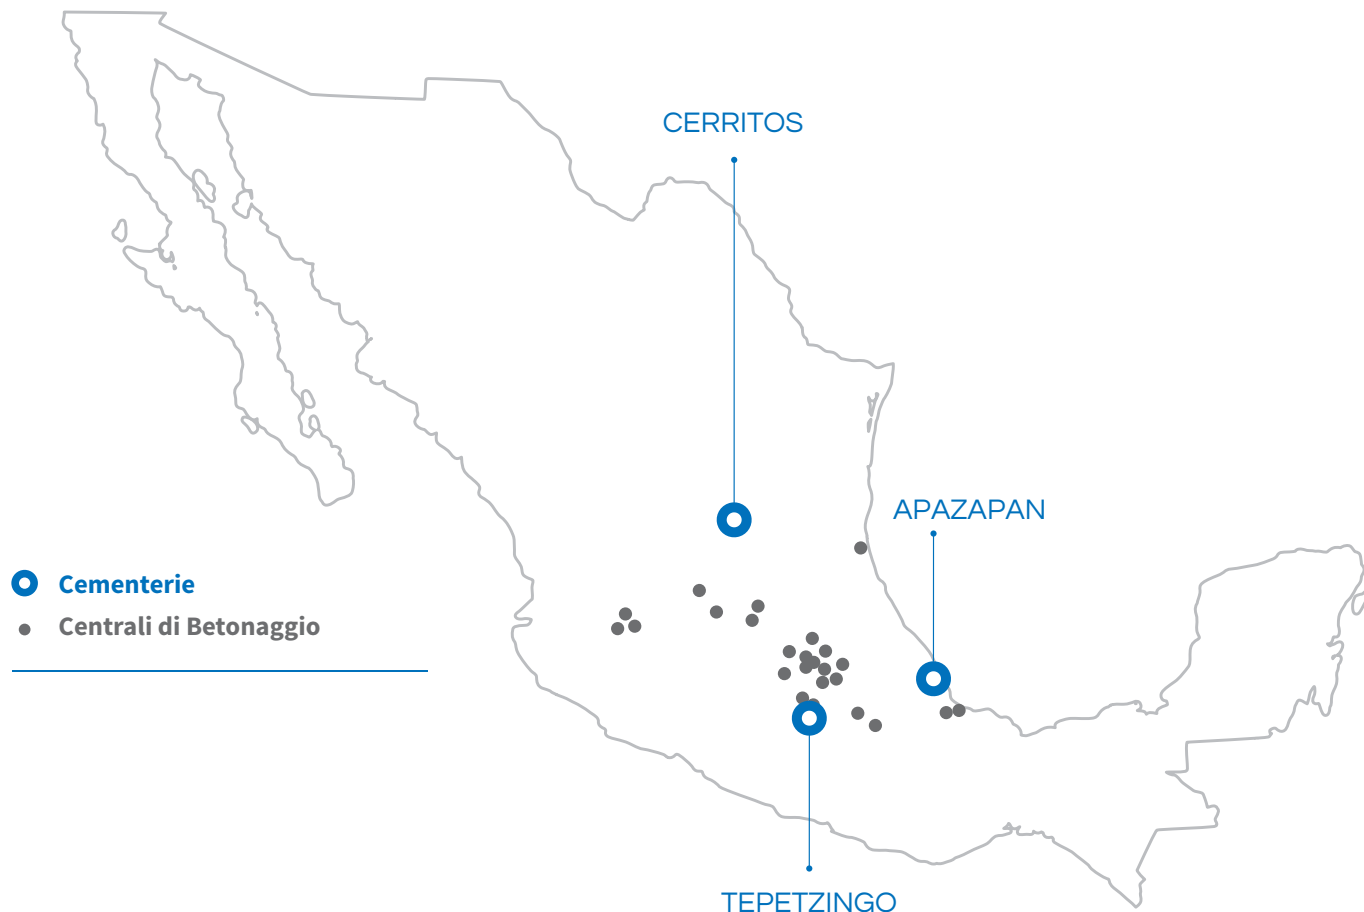 CERRITOS
APAZAPAN
Cementerie
Centrali di Betonaggio
TEPETZINGO